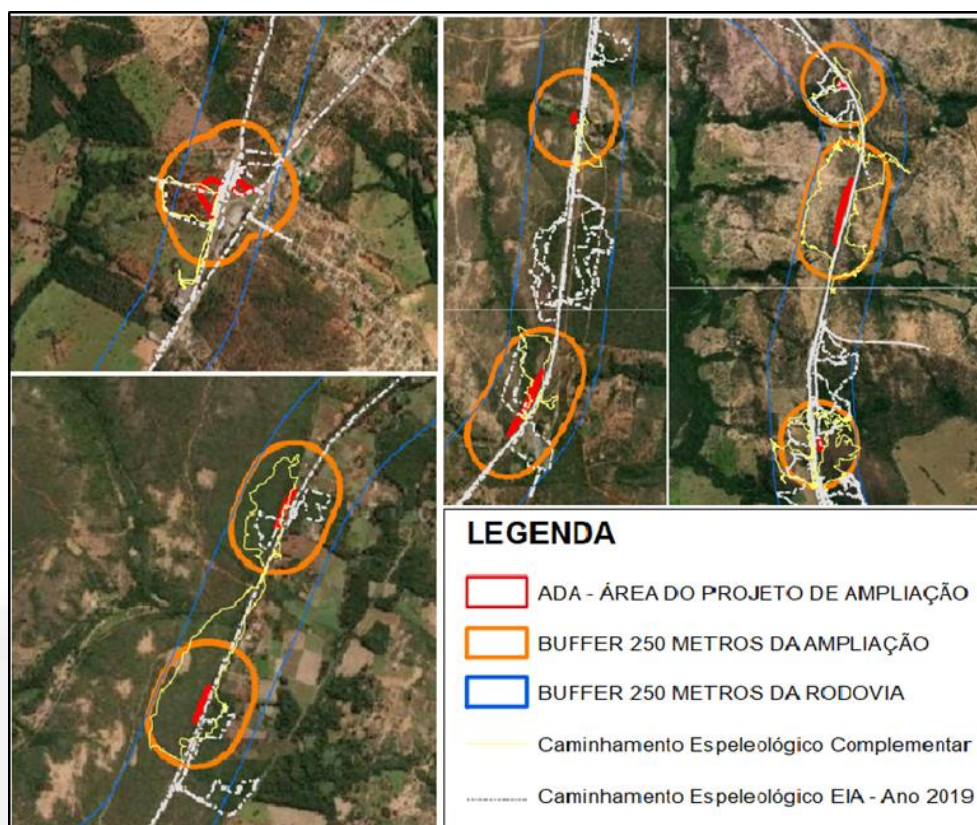 LEGENDA
ADA - ÁREA DO PROJETO DE AMPLIAÇÃO
BUFFER 250 METROS DA AMPLIAÇÃO
BUFFER 250 METROS DA RODOVIA
Caminhamento Espeleológico Complementar
Caminhamento Espeleológico EIA - Ano 2019